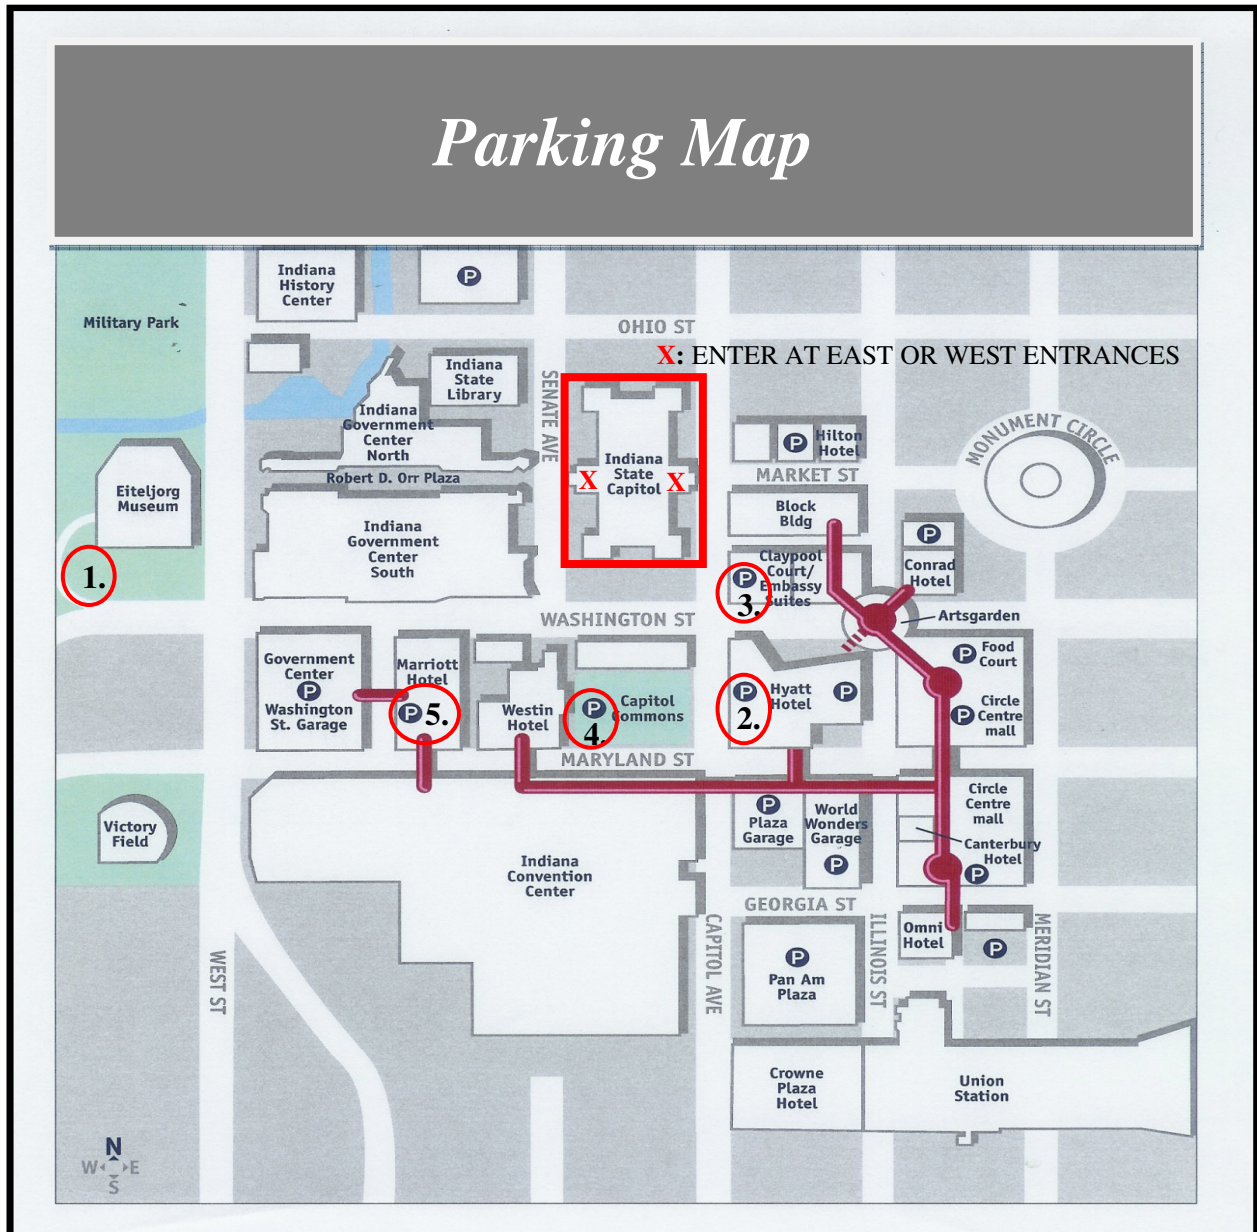 Parking Map
Indiana
History
Center
P
Military Park
OHIO ST
X: ENTER AT EAST OR WEST ENTRANCES
Indiana
State
Library
SENATE AVE
Indiana
Government
Center
North
Robert D. Orr Plaza
Indiana
State
Capitol
X
X
P
Hilton
Hotel
MARKET ST
MONUMENT CIRCLE
Eiteljorg
Museum
1.
Indiana
Government
Center
South
Block
Bldg
P
Conrad
Hotel
Claypool
Court/
Embassy
Suites
P
3.
WASHINGTON ST
Artsgarden
Government
Center
P
Washington
St. Garage
Marriott
Hotel
P
5.
Westin
Hotel
P
4.
Capitol
Commons
P
2.
Hyatt
Hotel
P
P
Food
Court
P
Circle
Centre
mall
MARYLAND ST
Victory
Field
Indiana
Convention
Center
P
Plaza
Garage
World
Wonders
Garage
P
Circle
Centre
mall
Canterbury
Hotel
P
GEORGIA ST
WEST ST
CAPITOL AVE
ILLINOIS ST
MERIDIAN ST
P
Pan Am
Plaza
Omni
Hotel
P
Crowne
Plaza
Hotel
Union
Station
N
W
E
S